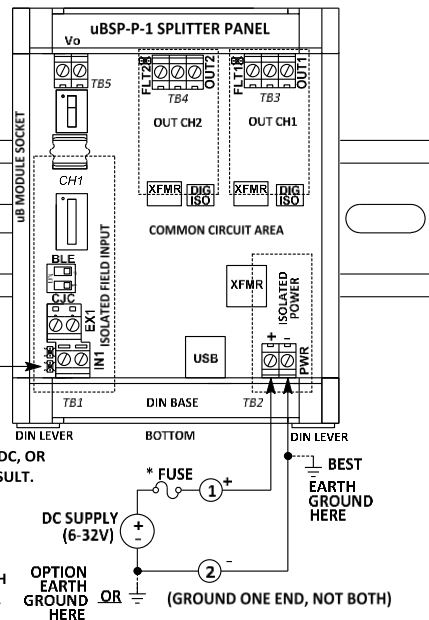 uBSP-P-1 SPLITTER PANEL
Vo
TB5
FLT2
OUT2
TB4
FLT1
OUT1
TB3
OUT CH2
OUT CH1
uB MODULE SOCKET
CH1
XFMR
DIG
ISO
XFMR
DIG
ISO
COMMON CIRCUIT AREA
ISOLATED FIELD INPUT
BLE
CJC
EX1
IN1
XFMR
ISOLATED
POWER
+ -
PWR
USB
TB1
DIN BASE
TB2
DIN LEVER
BOTTOM
DIN LEVER
DC, OR
SULT.
* FUSE
1 +
BEST
EARTH
GROUND
HERE
DC SUPPLY
(6-32V)
+
-
2 -
H
OPTION
EARTH
GROUND
HERE
OR
(GROUND ONE END, NOT BOTH)